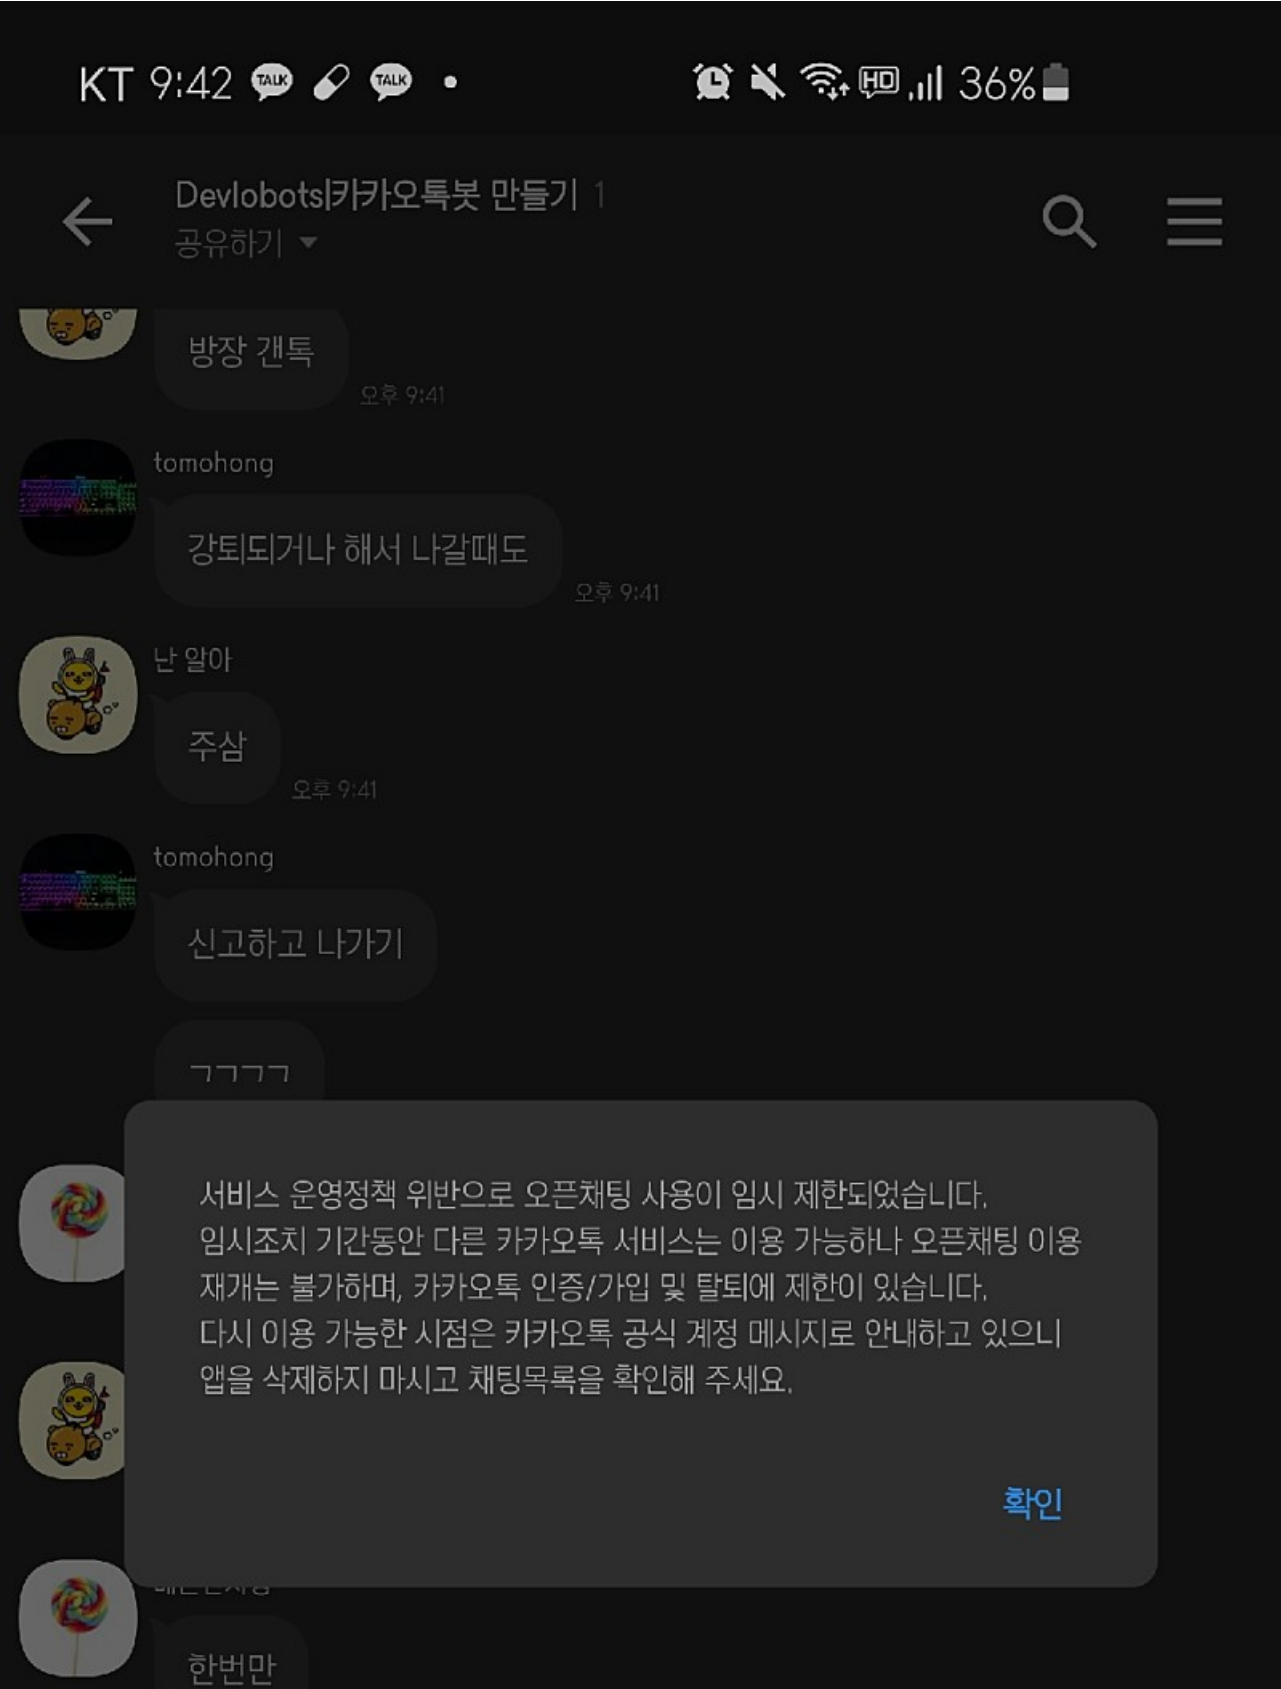 KT 9:42 TALK TALK HD 36%
Devlobots|카카오톡봇 만들기 1
공유하기
방장 갠톡
오후 9:41
tomohong
강퇴되거나 해서 나갈때도
오후 9:41
난 알아
주삼
오후 9:41
tomohong
신고하고 나가기
ㄱㄱㄱㄱ
서비스 운영정책 위반으로 오픈채팅 사용이 임시 제한되었습니다.
임시조치 기간동안 다른 카카오톡 서비스는 이용 가능하나 오픈채팅 이용
재개는 불가하며, 카카오톡 인증/가입 및 탈퇴에 제한이 있습니다.
다시 이용 가능한 시점은 카카오톡 공식 계정 메시지로 안내하고 있으니
앱을 삭제하지 마시고 채팅목록을 확인해 주세요.
확인
한번만